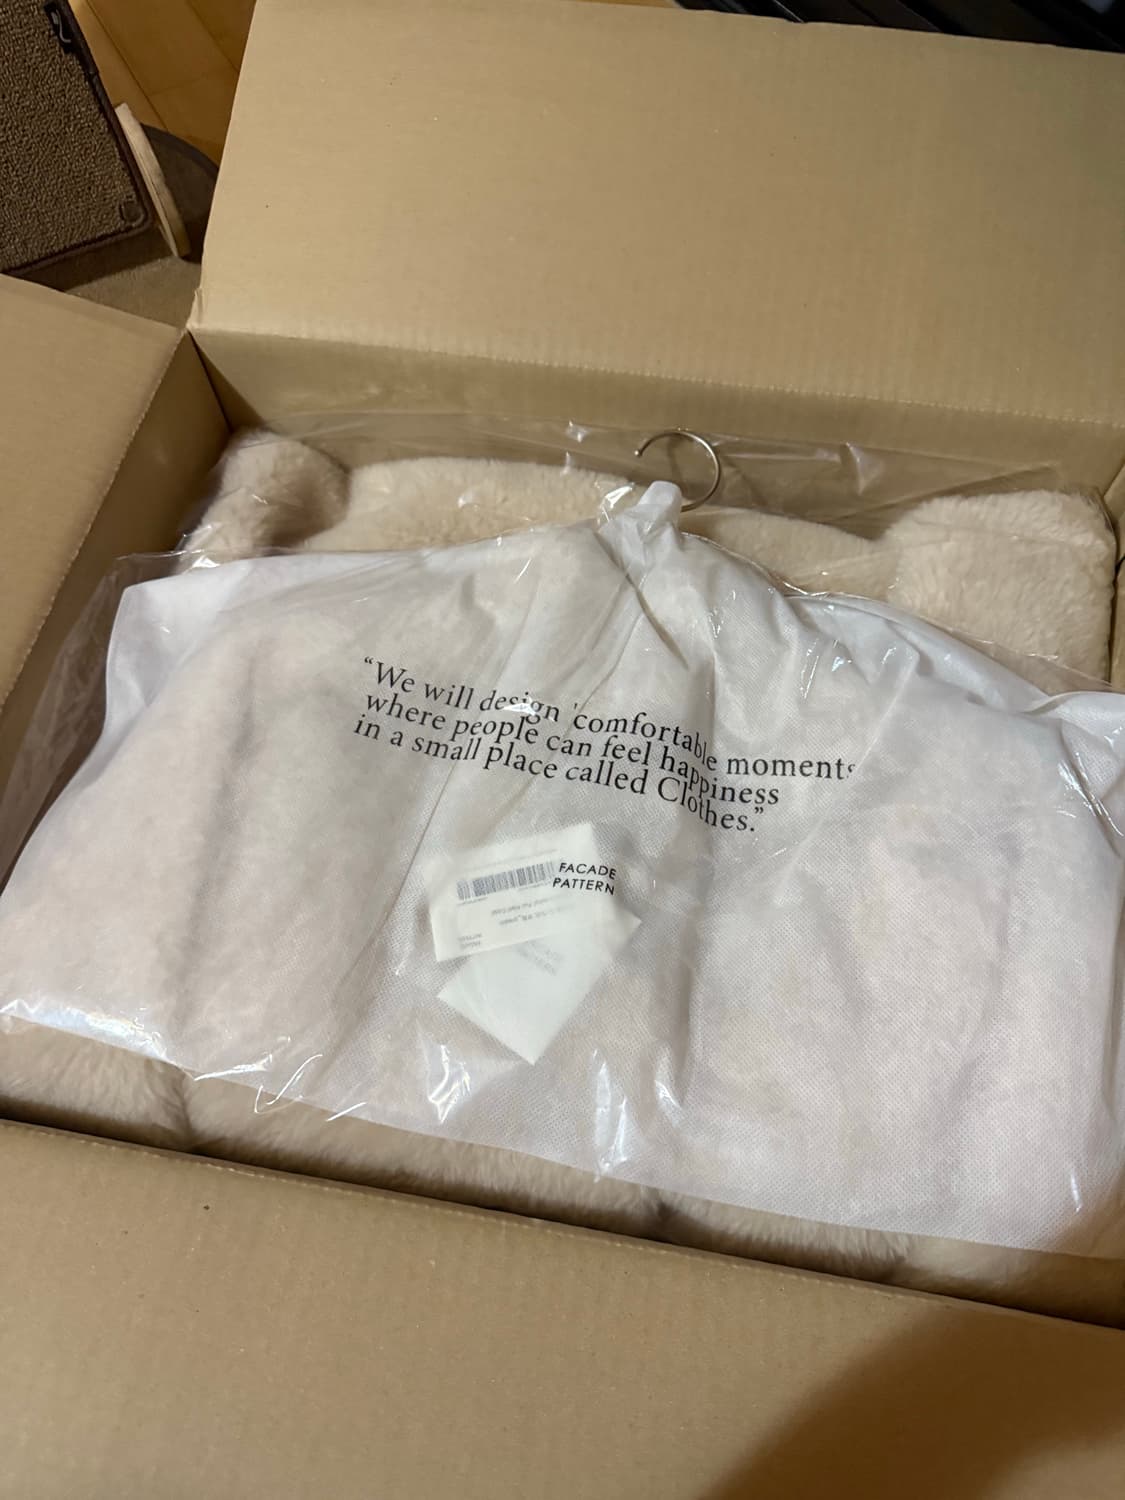 “We will design 'comfortable moments
where people can feel happiness
in a small place called Clothes.”
FACADE
PATTERN